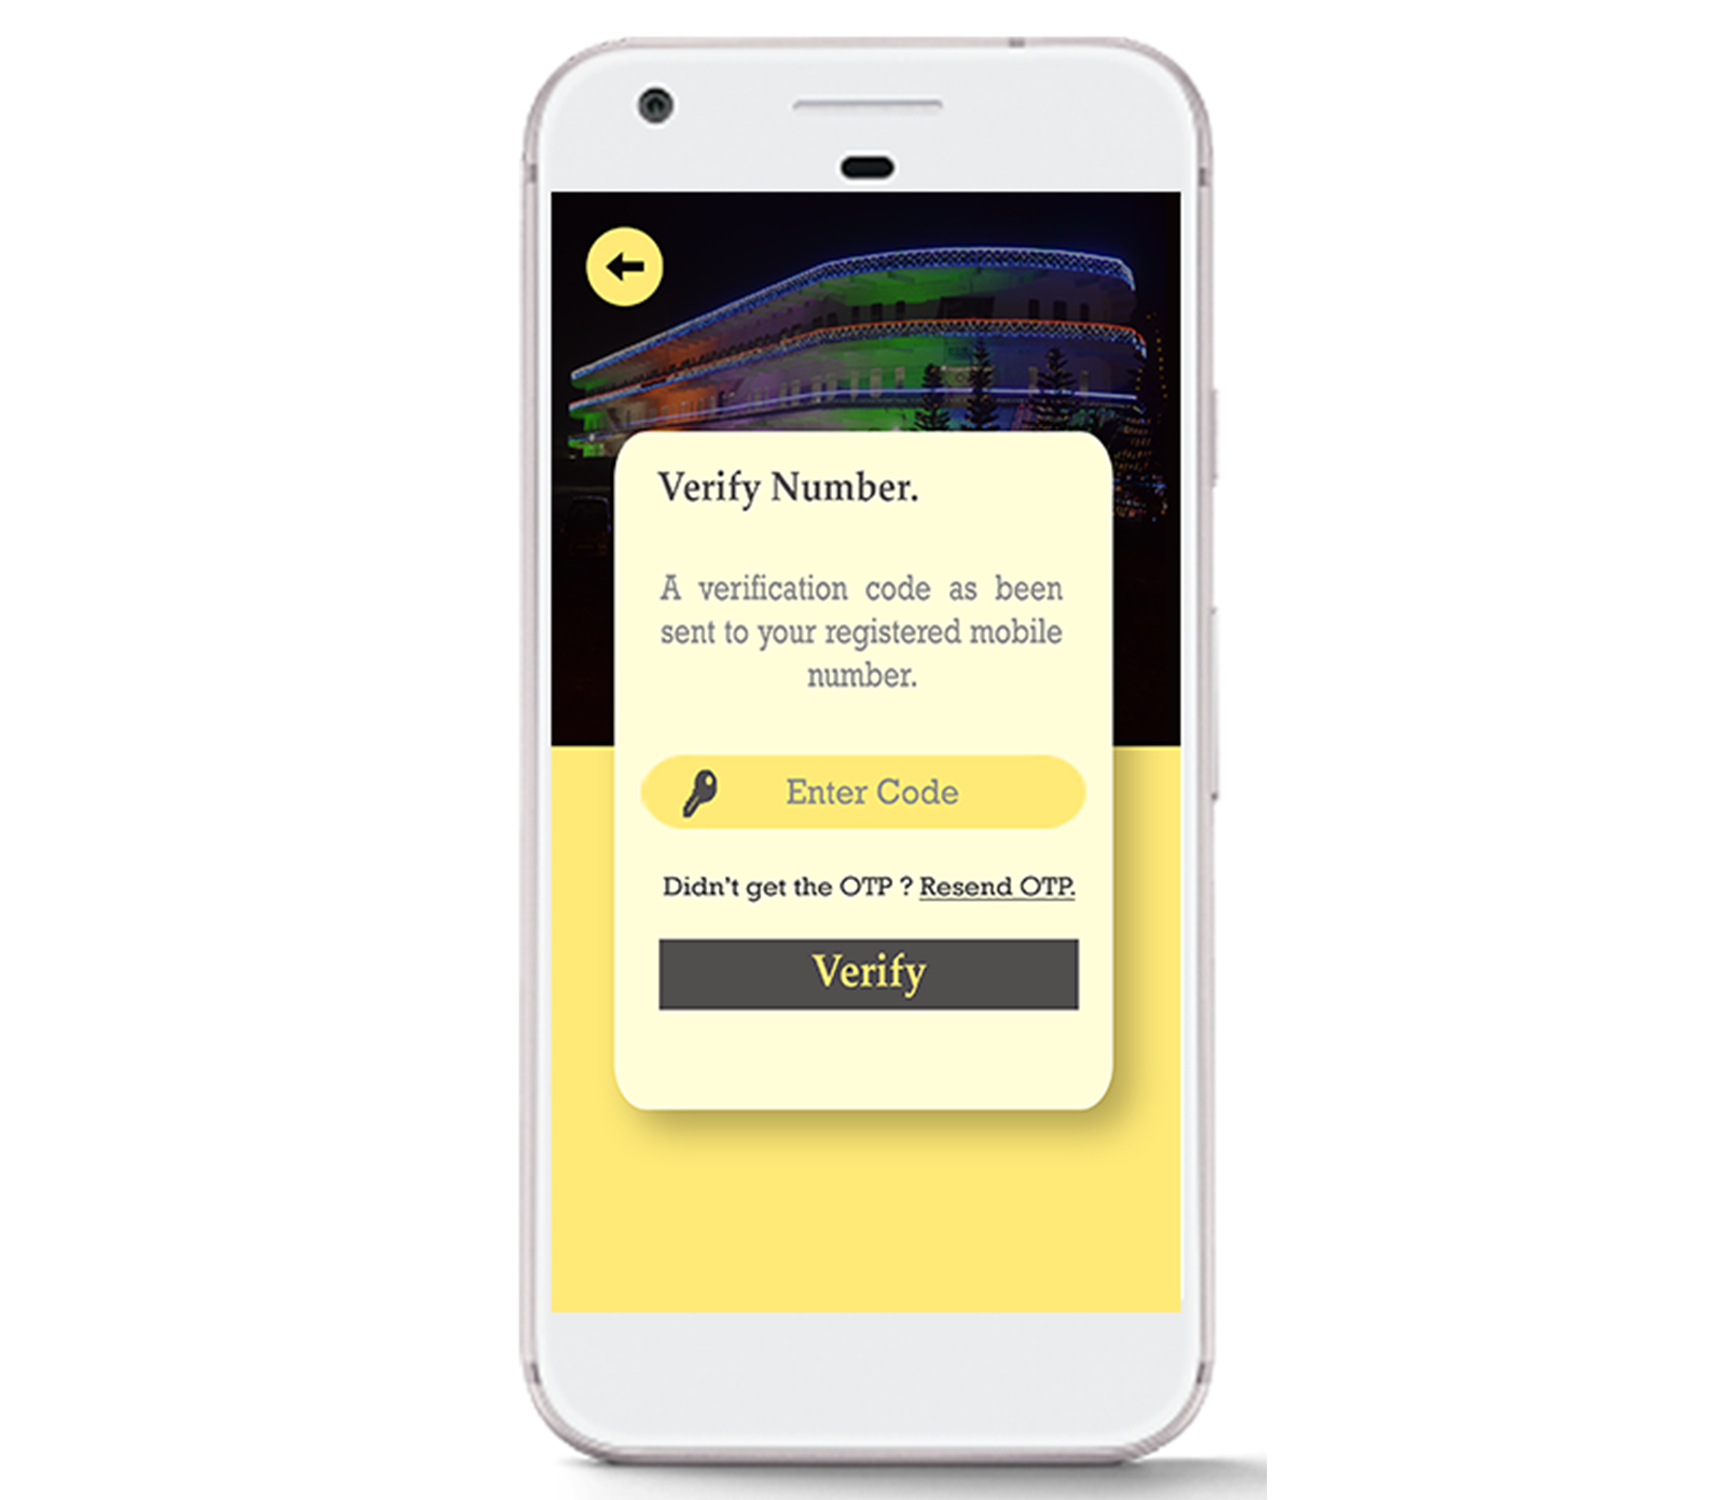 Verify Number.
A verification code as been
sent to your registered mobile
number.
Enter Code
Didn't get the OTP ? Resend OTP.
Verify